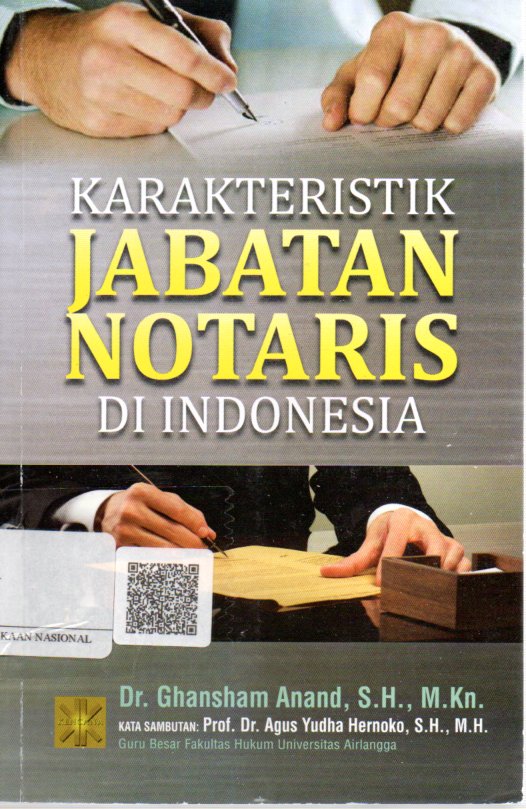 KARAKTERISTIK
JABATAN
NOTARIS
DI INDONESIA
KAAN NASIONAL
KENCANA
Dr. Ghansham Anand, S.H., M.Kn.
KATA SAMBUTAN: Prof. Dr. Agus Yudha Hernoko, S.H., M.H.
Guru Besar Fakultas Hukum Universitas Airlangga